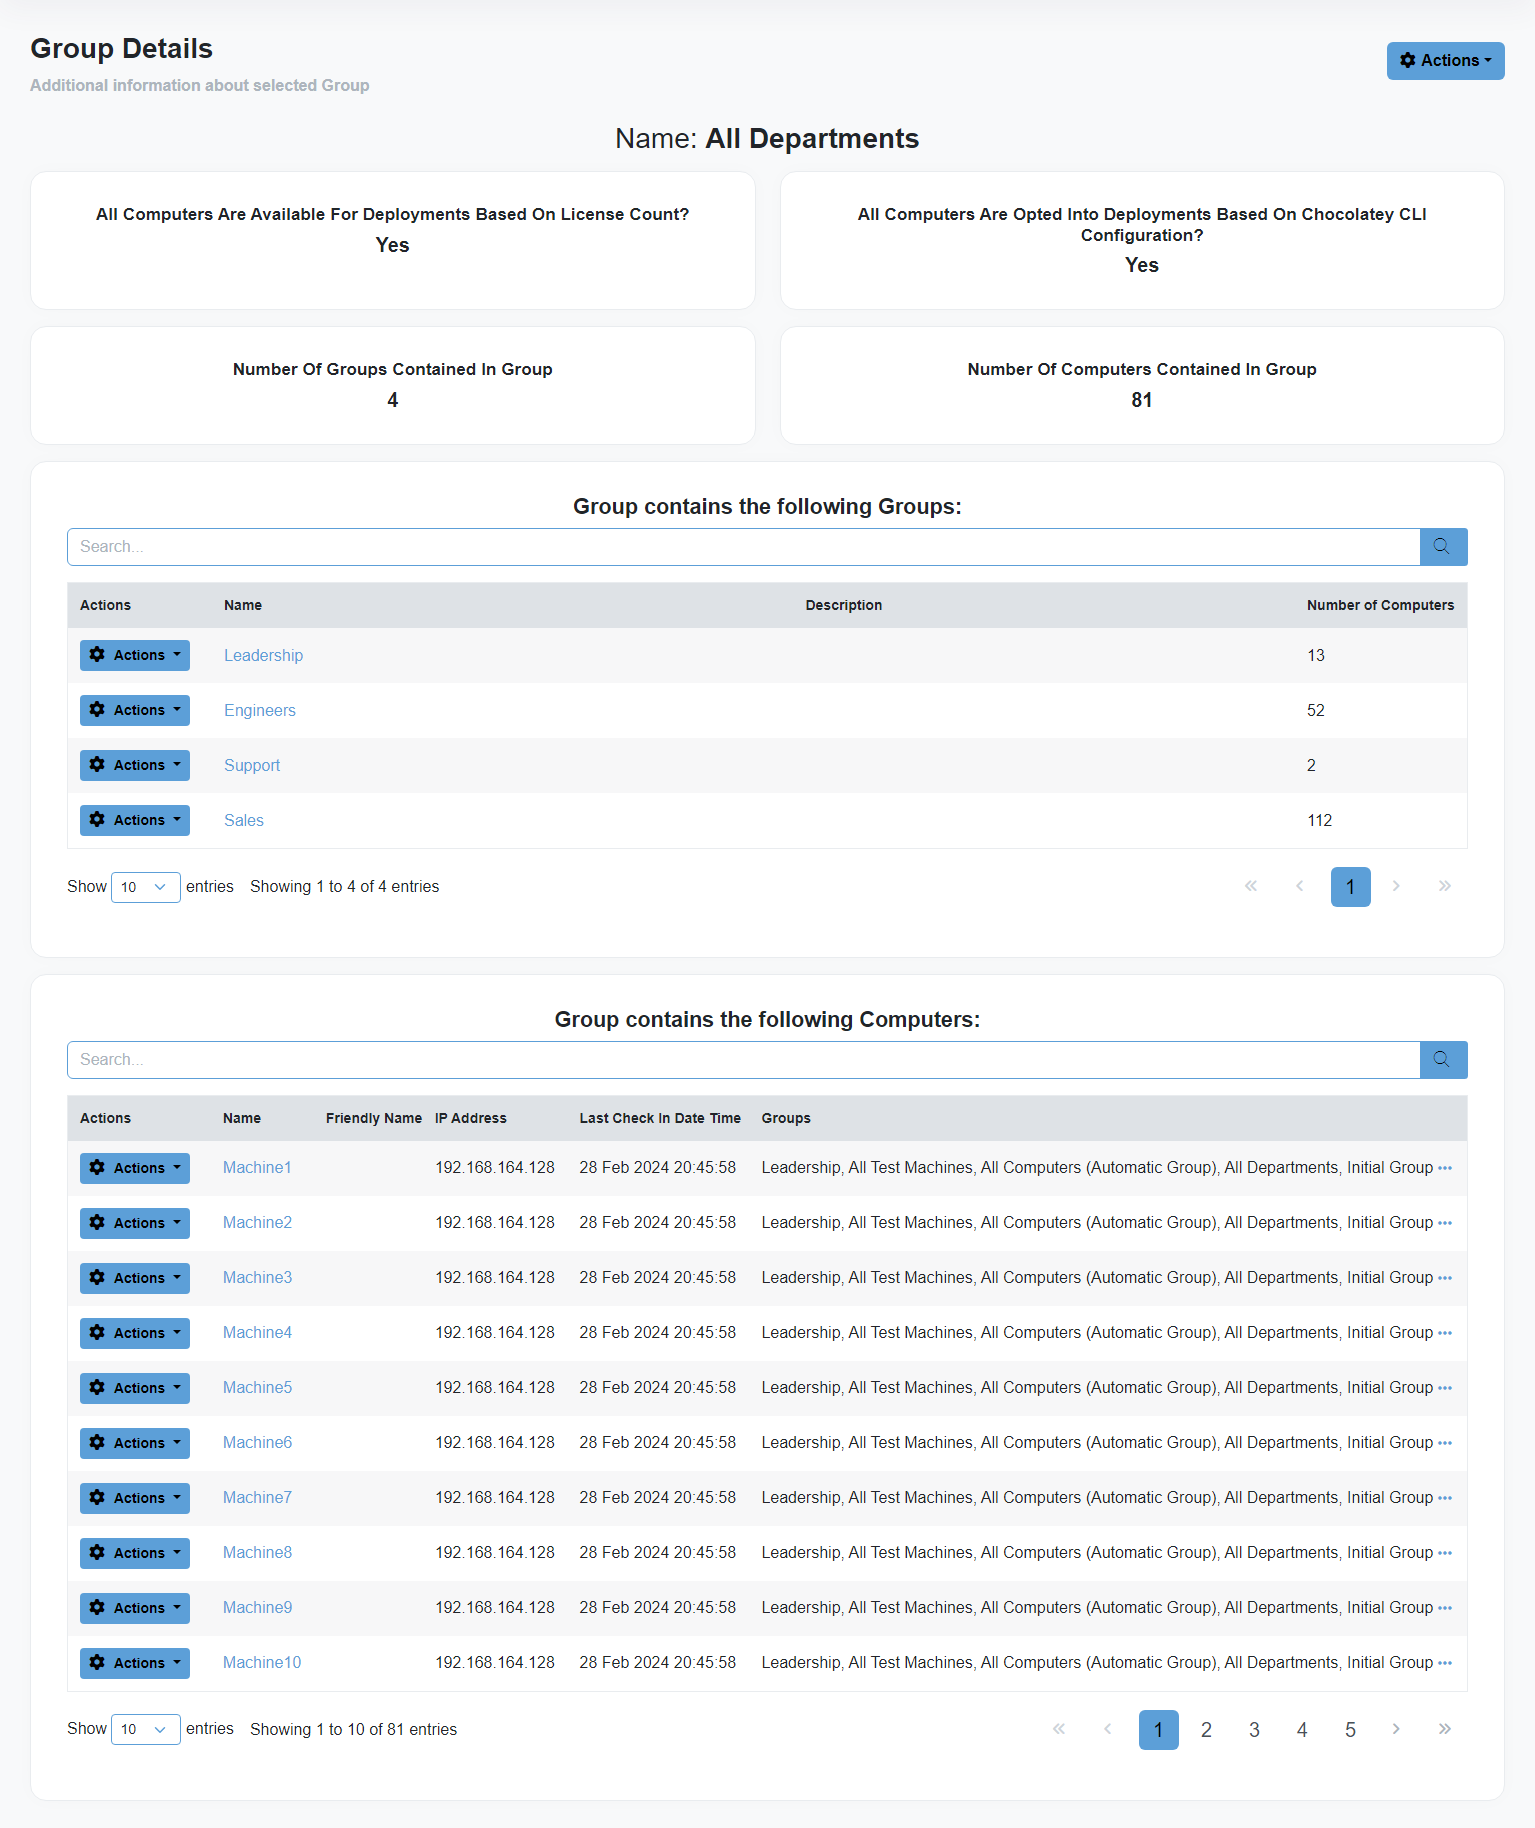 Group Details
Actions
Additional information about selected Group
Name: All Departments
All Computers Are Available For Deployments Based On License Count?
Yes
All Computers Are Opted Into Deployments Based On Chocolatey CLI
Configuration?
Yes
Number Of Groups Contained In Group
4
Number Of Computers Contained In Group
81
Group contains the following Groups:
Search...
Actions Name Description Number of Computers
Actions Leadership 13
Actions Engineers 52
Actions Support 2
Actions Sales 112
Show 10 entries Showing 1 to 4 of 4 entries « ‹ 1 › »
Group contains the following Computers:
Search...
Actions Name Friendly Name IP Address Last Check In Date Time Groups
Actions Machine1 192.168.164.128 28 Feb 2024 20:45:58 Leadership, All Test Machines, All Computers (Automatic Group), All Departments, Initial Group •••
Actions Machine2 192.168.164.128 28 Feb 2024 20:45:58 Leadership, All Test Machines, All Computers (Automatic Group), All Departments, Initial Group •••
Actions Machine3 192.168.164.128 28 Feb 2024 20:45:58 Leadership, All Test Machines, All Computers (Automatic Group), All Departments, Initial Group •••
Actions Machine4 192.168.164.128 28 Feb 2024 20:45:58 Leadership, All Test Machines, All Computers (Automatic Group), All Departments, Initial Group •••
Actions Machine5 192.168.164.128 28 Feb 2024 20:45:58 Leadership, All Test Machines, All Computers (Automatic Group), All Departments, Initial Group •••
Actions Machine6 192.168.164.128 28 Feb 2024 20:45:58 Leadership, All Test Machines, All Computers (Automatic Group), All Departments, Initial Group •••
Actions Machine7 192.168.164.128 28 Feb 2024 20:45:58 Leadership, All Test Machines, All Computers (Automatic Group), All Departments, Initial Group •••
Actions Machine8 192.168.164.128 28 Feb 2024 20:45:58 Leadership, All Test Machines, All Computers (Automatic Group), All Departments, Initial Group •••
Actions Machine9 192.168.164.128 28 Feb 2024 20:45:58 Leadership, All Test Machines, All Computers (Automatic Group), All Departments, Initial Group •••
Actions Machine10 192.168.164.128 28 Feb 2024 20:45:58 Leadership, All Test Machines, All Computers (Automatic Group), All Departments, Initial Group •••
Show 10 entries Showing 1 to 10 of 81 entries « ‹ 1 2 3 4 5 › »